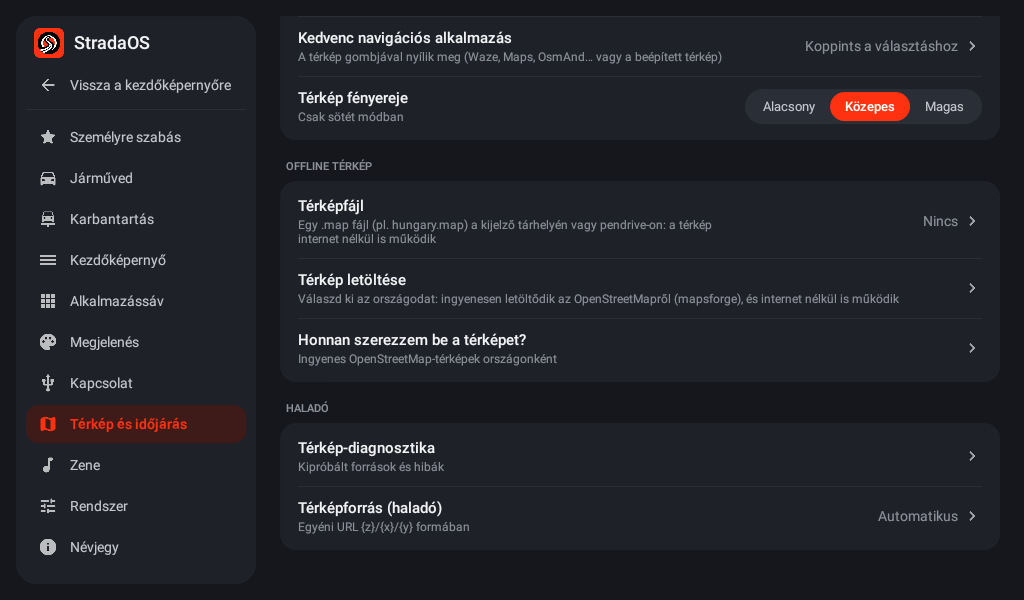 StradaOS
Vissza a kezdőképernyőre
Személyre szabás
Járműved
Karbantartás
Kezdőképernyő
Alkalmazássáv
Megjelenés
Kapcsolat
Térkép és időjárás
Zene
Rendszer
Névjegy
Kedvenc navigációs alkalmazás
A térkép gombjával nyílik meg (Waze, Maps, OsmAnd... vagy a beépített térkép)
Koppints a választáshoz
Térkép fényereje
Csak sötét módban
Alacsony
Közepes
Magas
OFFLINE TÉRKÉP
Térképfájl
Egy .map fájl (pl. hungary.map) a kijelző tárhelyén vagy pendrive-on: a térkép
internet nélkül is működik
Nincs
Térkép letöltése
Válaszd ki az országodat: ingyenesen letöltődik az OpenStreetMapről (mapsforge), és internet nélkül is működik
Honnan szerezzem be a térképet?
Ingyenes OpenStreetMap-térképek országonként
HALADÓ
Térkép-diagnosztika
Kipróbált források és hibák
Térképforrás (haladó)
Egyéni URL {z}/{x}/{y} formában
Automatikus